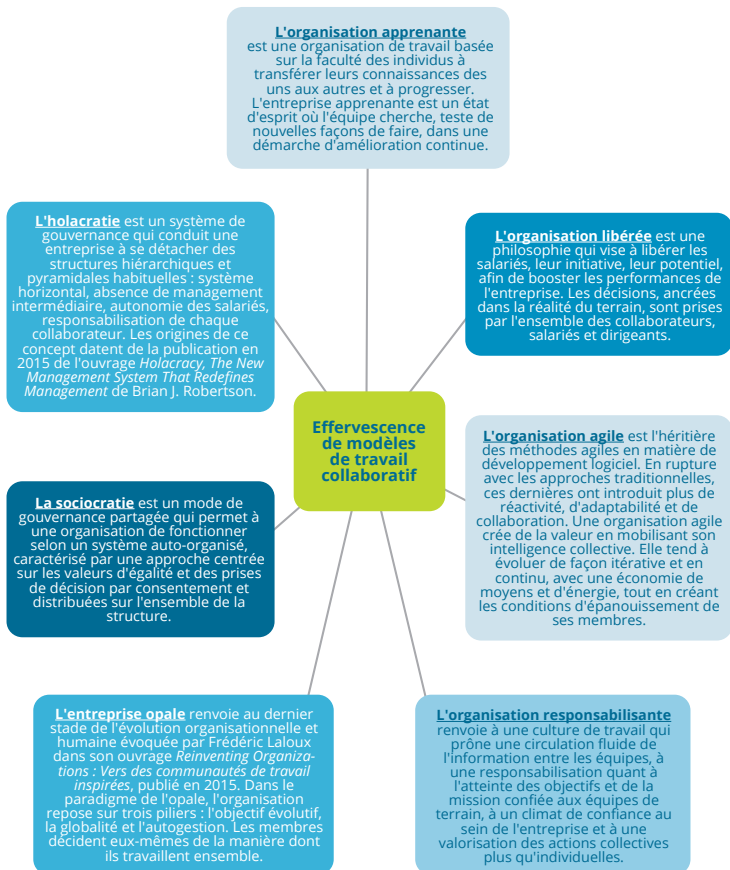 L'organisation apprenante
est une organisation de travail basée
sur la faculté des individus à
transférer leurs connaissances des
uns aux autres et à progresser.
L'entreprise apprenante est un état
d'esprit où l'équipe cherche, teste de
nouvelles façons de faire, dans une
démarche d'amélioration continue.
L'holacratie est un système de
gouvernance qui conduit une
entreprise à se détacher des
structures hiérarchiques et
pyramidales habituelles : système
horizontal, absence de management
intermédiaire, autonomie des salariés,
responsabilisation de chaque
collaborateur. Les origines de ce
concept datent de la publication en
2015 de l'ouvrage Holacracy, The New
Management System That Redefines
Management de Brian J. Robertson.
L'organisation libérée est une
philosophie qui vise à libérer les
salariés, leur initiative, leur potentiel,
afin de booster les performances de
l'entreprise. Les décisions, ancrées
dans la réalité du terrain, sont prises
par l'ensemble des collaborateurs,
salariés et dirigeants.
Effervescence
de modèles
de travail
collaboratif
L'organisation agile est l'héritière
des méthodes agiles en matière de
développement logiciel. En rupture
avec les approches traditionnelles,
ces dernières ont introduit plus de
réactivité, d'adaptabilité et de
collaboration. Une organisation agile
crée de la valeur en mobilisant son
intelligence collective. Elle tend à
évoluer de façon itérative et en
continu, avec une économie de
moyens et d'énergie, tout en créant
les conditions d'épanouissement de
ses membres.
La sociocratie est un mode de
gouvernance partagée qui permet à
une organisation de fonctionner
selon un système auto-organisé,
caractérisé par une approche centrée
sur les valeurs d'égalité et des prises
de décision par consentement et
distribuées sur l'ensemble de la
structure.
L'entreprise opale renvoie au dernier
stade de l'évolution organisationnelle et
humaine évoquée par Frédéric Laloux
dans son ouvrage Reinventing Organiza-
tions : Vers des communautés de travail
inspirées, publié en 2015. Dans le
paradigme de l'opale, l'organisation
repose sur trois piliers : l'objectif évolutif,
la globalité et l'autogestion. Les membres
décident eux-mêmes de la manière dont
ils travaillent ensemble.
L'organisation responsabilisante
renvoie à une culture de travail qui
prône une circulation fluide de
l'information entre les équipes, à
une responsabilisation quant à
l'atteinte des objectifs et de la
mission confiée aux équipes de
terrain, à un climat de confiance au
sein de l'entreprise et à une
valorisation des actions collectives
plus qu'individuelles.